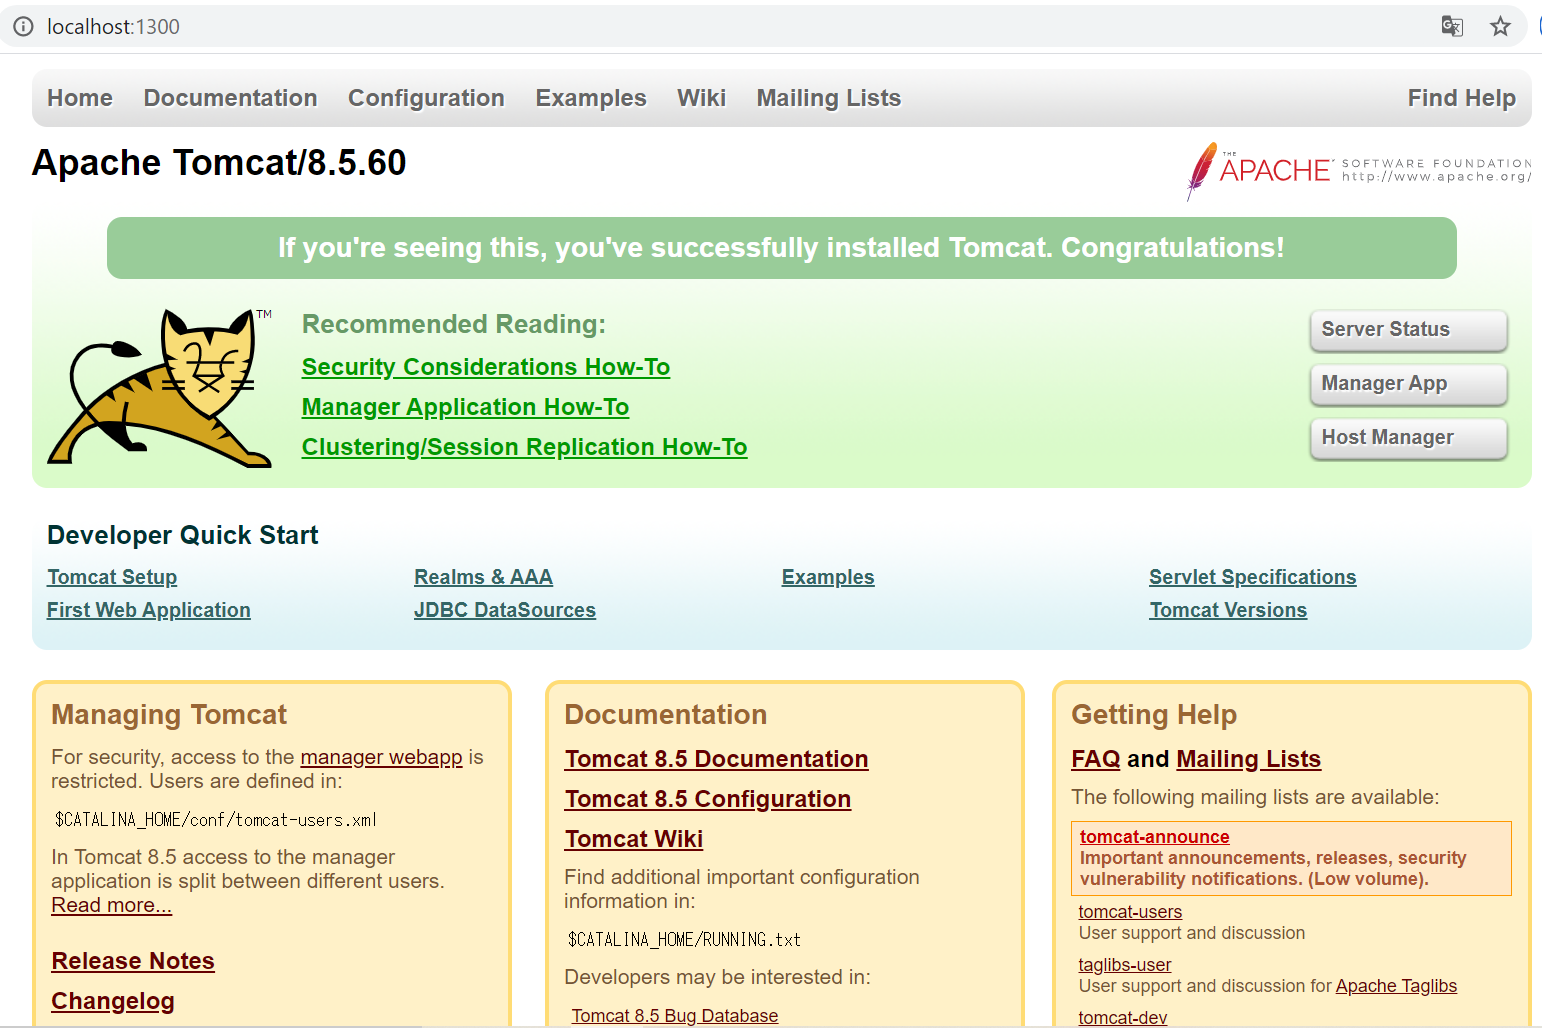 localhost:1300
Home Documentation Configuration Examples Wiki Mailing Lists Find Help
Apache Tomcat/8.5.60
THE APACHE SOFTWARE FOUNDATION
http://www.apache.org/
If you're seeing this, you've successfully installed Tomcat. Congratulations!
TM
Recommended Reading:
Security Considerations How-To
Manager Application How-To
Clustering/Session Replication How-To
Server Status
Manager App
Host Manager
Developer Quick Start
Tomcat Setup
First Web Application
Realms & AAA
JDBC DataSources
Examples
Servlet Specifications
Tomcat Versions
Managing Tomcat
For security, access to the manager webapp is
restricted. Users are defined in:
$CATALINA_HOME/conf/tomcat-users.xml
In Tomcat 8.5 access to the manager
application is split between different users.
Read more...
Release Notes
Changelog
Documentation
Tomcat 8.5 Documentation
Tomcat 8.5 Configuration
Tomcat Wiki
Find additional important configuration
information in:
$CATALINA_HOME/RUNNING.txt
Developers may be interested in:
Tomcat 8.5 Bug Database
Getting Help
FAQ and Mailing Lists
The following mailing lists are available:
tomcat-announce
Important announcements, releases, security
vulnerability notifications. (Low volume).
tomcat-users
User support and discussion
taglibs-user
User support and discussion for Apache Taglibs
tomcat-dev